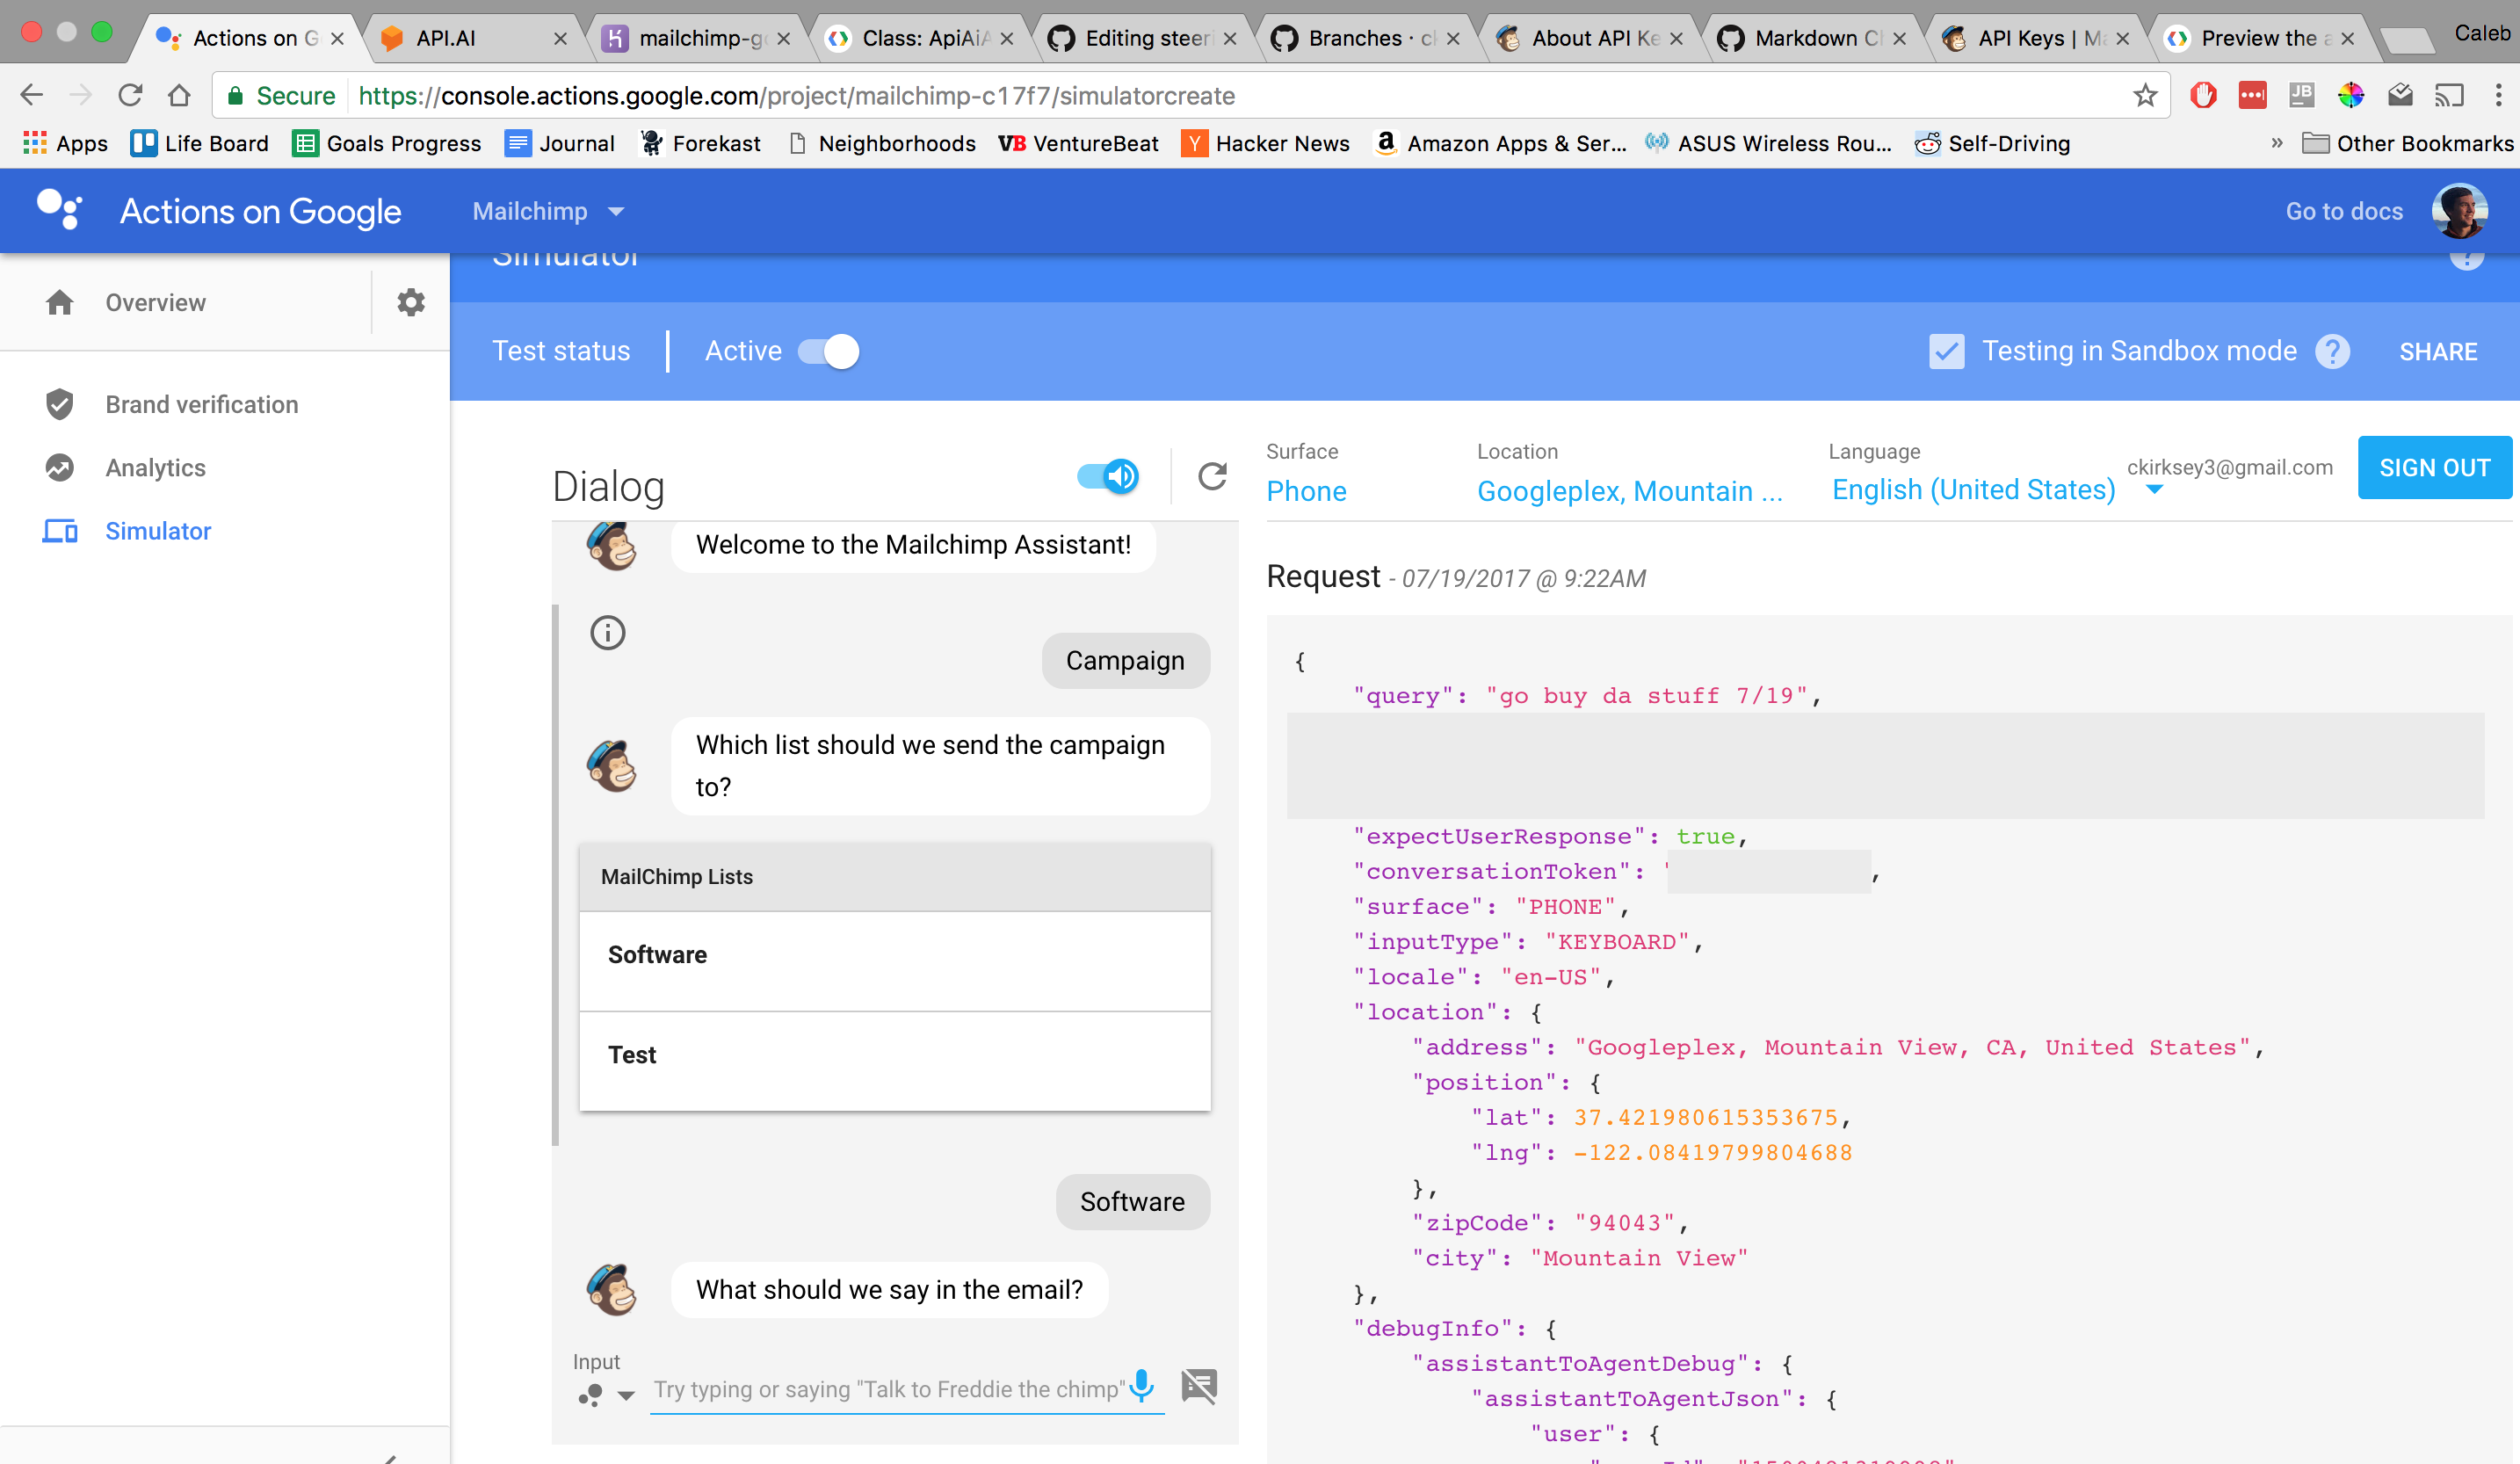 Actions on G
API.AI
mailchimp-g
Class: ApiAi
Editing steeri
Branches · c
About API Ke
Markdown C
API Keys | M
Preview the a
Caleb
Secure
https://console.actions.google.com/project/mailchimp-c17f7/simulatorcreate
JB
Apps
Life Board
Goals Progress
Journal
Forekast
Neighborhoods
VB VentureBeat
Y Hacker News
a Amazon Apps & Ser...
ASUS Wireless Rou...
Self-Driving
»
Other Bookmarks
Actions on Google
Mailchimp
Go to docs
Simulator
Overview
Test status
Active
Testing in Sandbox mode
SHARE
Brand verification
Analytics
Simulator
Dialog
Surface
Phone
Location
Googleplex, Mountain ...
Language
English (United States)
ckirksey3@gmail.com
SIGN OUT
Welcome to the Mailchimp Assistant!
Campaign
Which list should we send the campaign
to?
MailChimp Lists
Software
Test
Software
What should we say in the email?
Input
Try typing or saying "Talk to Freddie the chimp"
Request - 07/19/2017 @ 9:22AM
{
"query": "go buy da stuff 7/19",
"expectUserResponse": true,
"conversationToken": ",
"surface": "PHONE",
"inputType": "KEYBOARD",
"locale": "en-US",
"location": {
"address": "Googleplex, Mountain View, CA, United States",
"position": {
"lat": 37.421980615353675,
"lng": -122.08419799804688
},
"zipCode": "94043",
"city": "Mountain View"
},
"debugInfo": {
"assistantToAgentDebug": {
"assistantToAgentJson": {
"user": {